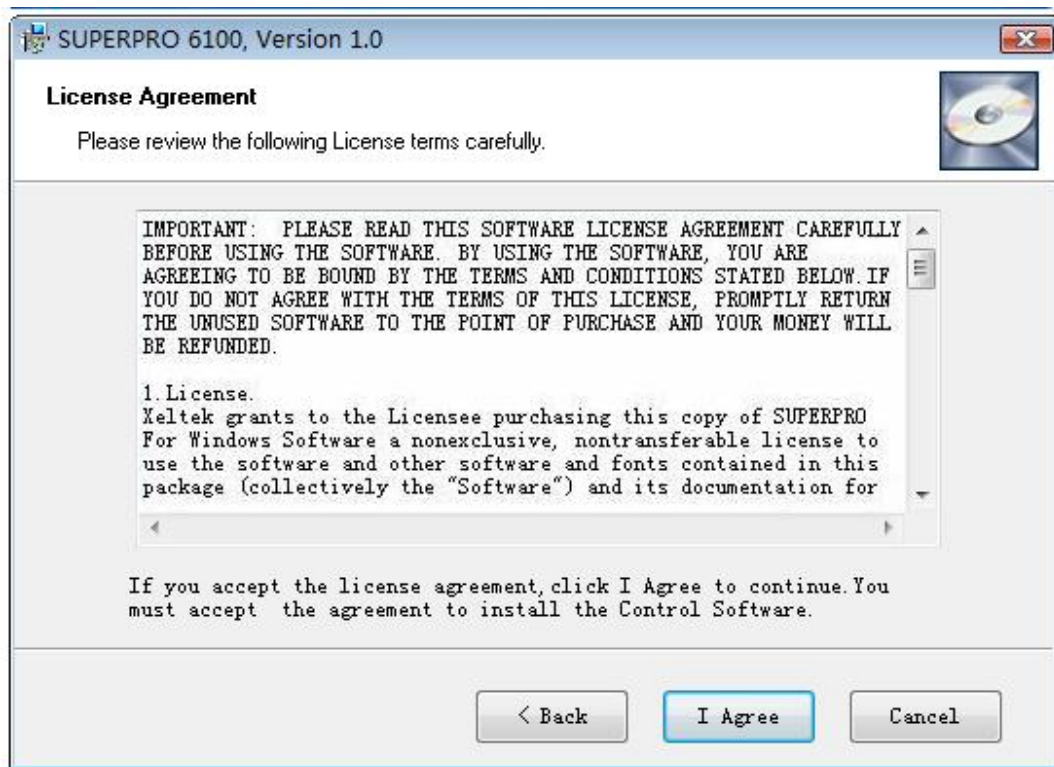 SUPERPRO 6100, Version 1.0
License Agreement
Please review the following License terms carefully.
IMPORTANT:  PLEASE READ THIS SOFTWARE LICENSE AGREEMENT CAREFULLY
BEFORE USING THE SOFTWARE. BY USING THE SOFTWARE, YOU ARE
AGREEING TO BE BOUND BY THE TERMS AND CONDITIONS STATED BELOW.IF
YOU DO NOT AGREE WITH THE TERMS OF THIS LICENSE, PROMPTLY RETURN
THE UNUSED SOFTWARE TO THE POINT OF PURCHASE AND YOUR MONEY WILL
BE REFUNDED.
1.License.
Xeltek grants to the Licensee purchasing this copy of SUPERPRO
For Windows Software a nonexclusive, nontransferable license to
use the software and other software and fonts contained in this
package (collectively the "Software") and its documentation for
If you accept the license agreement,click I Agree to continue.You
must accept  the agreement to install the Control Software.
< Back
I Agree
Cancel